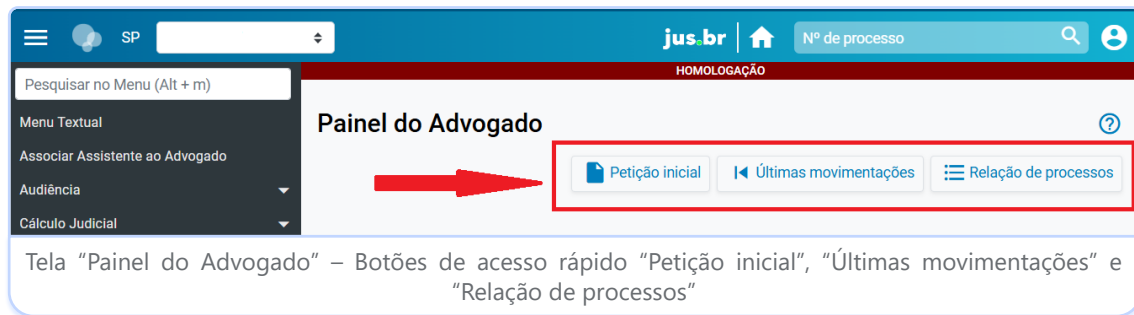 SP
jus.br
Nº de processo
Pesquisar no Menu (Alt + m)
HOMOLOGAÇÃO
Menu Textual
Painel do Advogado
?
Associar Assistente ao Advogado
Petição inicial
Últimas movimentações
Relação de processos
Audiência
Cálculo Judicial
Tela “Painel do Advogado” – Botões de acesso rápido “Petição inicial”, “Últimas movimentações” e
“Relação de processos”